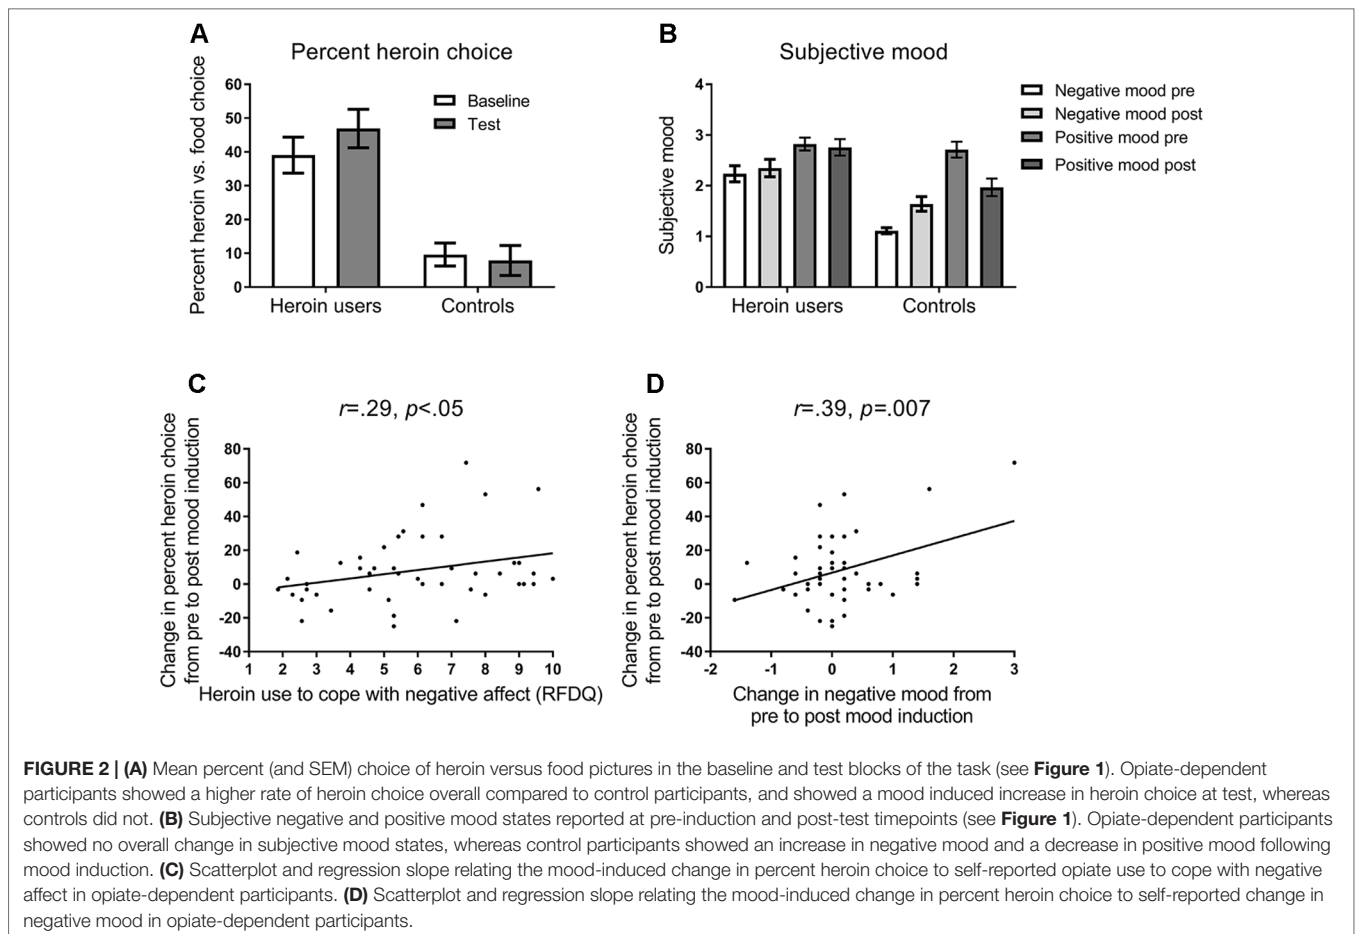 A
Percent heroin choice
Percent heroin vs. food choice
60
50
40
30
20
10
0
Baseline
Test
Heroin users
Controls
B
Subjective mood
Subjective mood
4
3
2
1
0
Negative mood pre
Negative mood post
Positive mood pre
Positive mood post
Heroin users
Controls
C
r=.29, p<.05
Change in percent heroin choice
from pre to post mood induction
80
60
40
20
0
-20
-40
1 2 3 4 5 6 7 8 9 10
Heroin use to cope with negative affect (RFDQ)
D
r=.39, p=.007
Change in percent heroin choice
from pre to post mood induction
80
60
40
20
0
-20
-40
-2 -1 0 1 2 3
Change in negative mood from
pre to post mood induction
FIGURE 2 | (A) Mean percent (and SEM) choice of heroin versus food pictures in the baseline and test blocks of the task (see Figure 1). Opiate-dependent
participants showed a higher rate of heroin choice overall compared to control participants, and showed a mood induced increase in heroin choice at test, whereas
controls did not. (B) Subjective negative and positive mood states reported at pre-induction and post-test timepoints (see Figure 1). Opiate-dependent participants
showed no overall change in subjective mood states, whereas control participants showed an increase in negative mood and a decrease in positive mood following
mood induction. (C) Scatterplot and regression slope relating the mood-induced change in percent heroin choice to self-reported opiate use to cope with negative
affect in opiate-dependent participants. (D) Scatterplot and regression slope relating the mood-induced change in percent heroin choice to self-reported change in
negative mood in opiate-dependent participants.